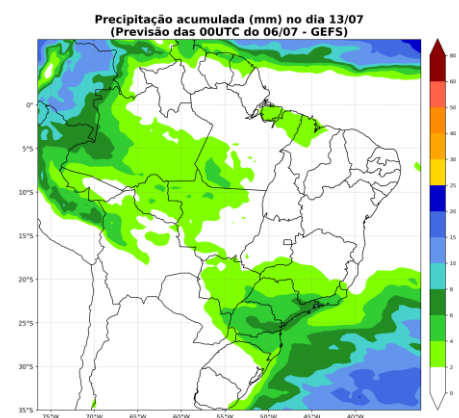 Precipitação acumulada (mm) no dia 13/07
(Previsão das 00UTC do 06/07 - GEFS)
80
60
50
40
30
25
20
15
10
8
6
4
2
0
0°
5°S
10°S
15°S
20°S
25°S
30°S
35°S
75°W 70°W 65°W 60°W 55°W 50°W 45°W 40°W